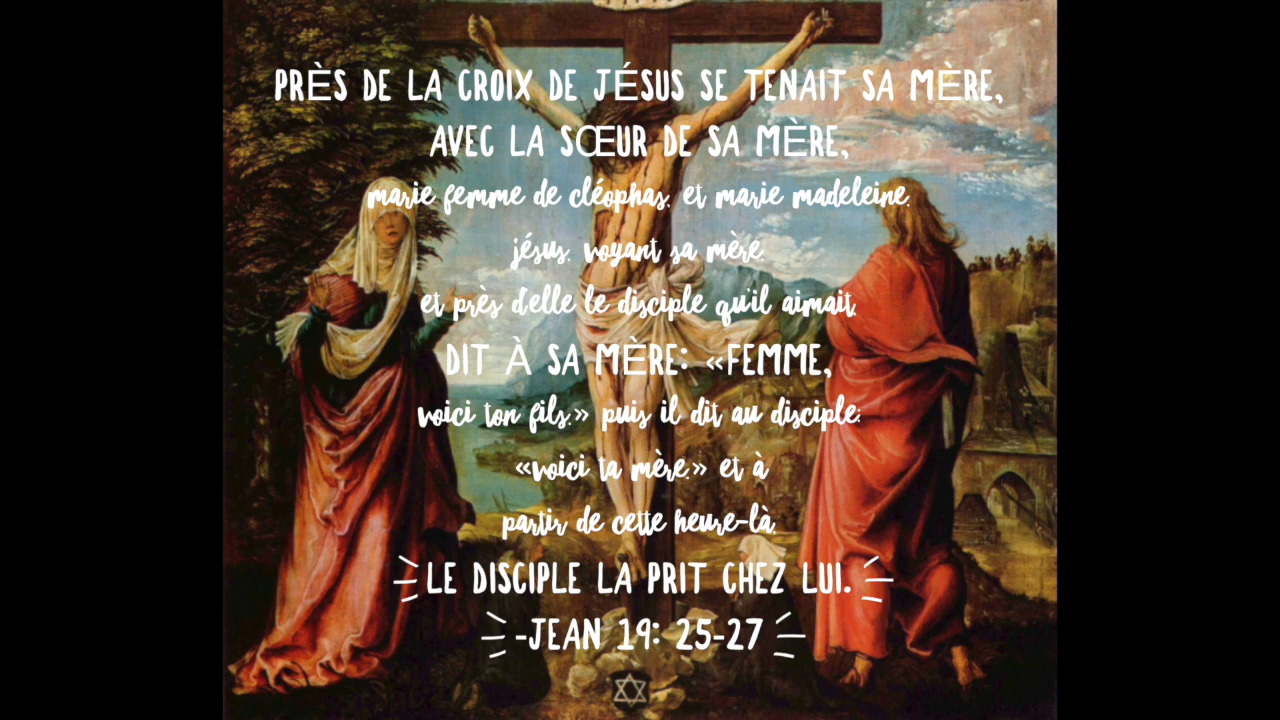 PRÈS DE LA CROIX DE JÉSUS SE TENAIT SA MÈRE,
AVEC LA SŒUR DE SA MÈRE,
marie femme de cléophas, et marie madeleine.
jésus, voyant sa mère,
et près d'elle le disciple qu'il aimait,
DIT À SA MÈRE: «FEMME,
voici ton fils.» puis il dit au disciple:
«voici ta mère.» et à
partir de cette heure-là,
LE DISCIPLE LA PRIT CHEZ LUI.
-JEAN 19: 25-27